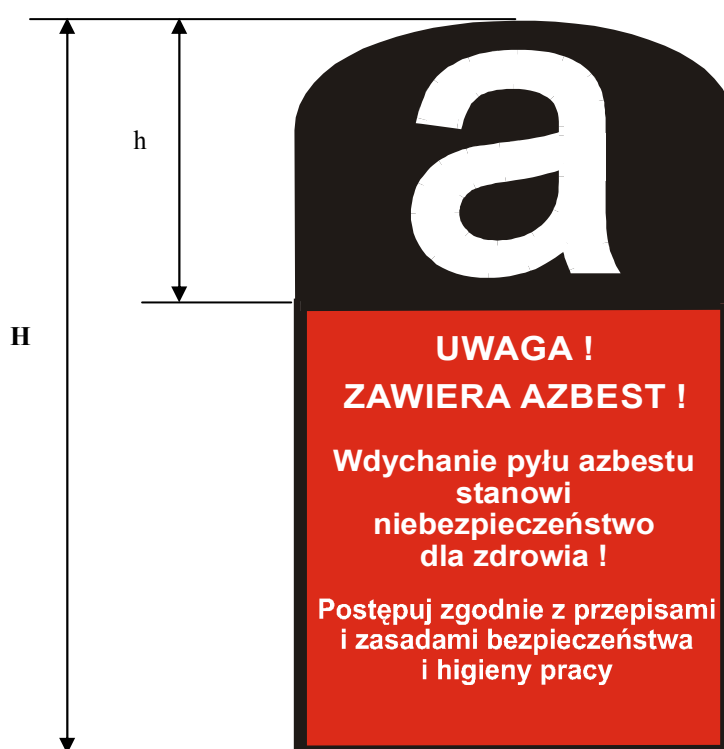 a
h
H
UWAGA !
ZAWIERA AZBEST !
Wdychanie pyłu azbestu
stanowi
niebezpieczeństwo
dla zdrowia !
Postępuj zgodnie z przepisami
i zasadami bezpieczeństwa
i higieny pracy